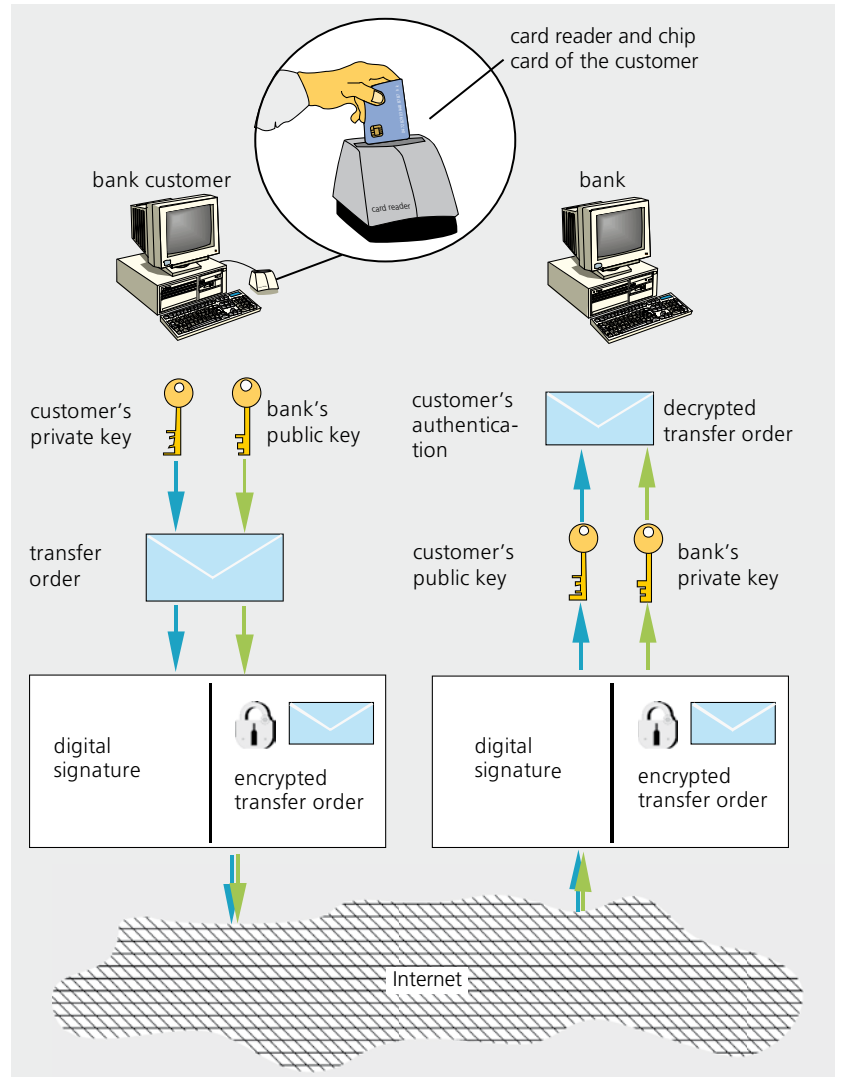 card reader and chip
card of the customer
card reader
bank customer
bank
customer's
private key
bank's
public key
customer's
authentica-
tion
decrypted
transfer order
transfer
order
customer's
public key
bank's
private key
digital
signature
encrypted
transfer order
digital
signature
encrypted
transfer order
Internet